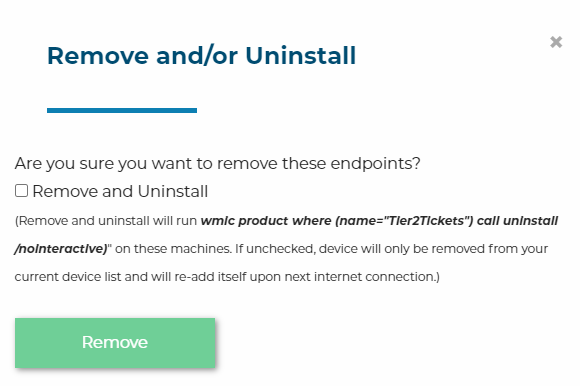 Remove and/or Uninstall
Are you sure you want to remove these endpoints?
Remove and Uninstall
(Remove and uninstall will run wmic product where (name="Tier2Tickets") call uninstall
/nointeractive)" on these machines. If unchecked, device will only be removed from your
current device list and will re-add itself upon next internet connection.)
Remove